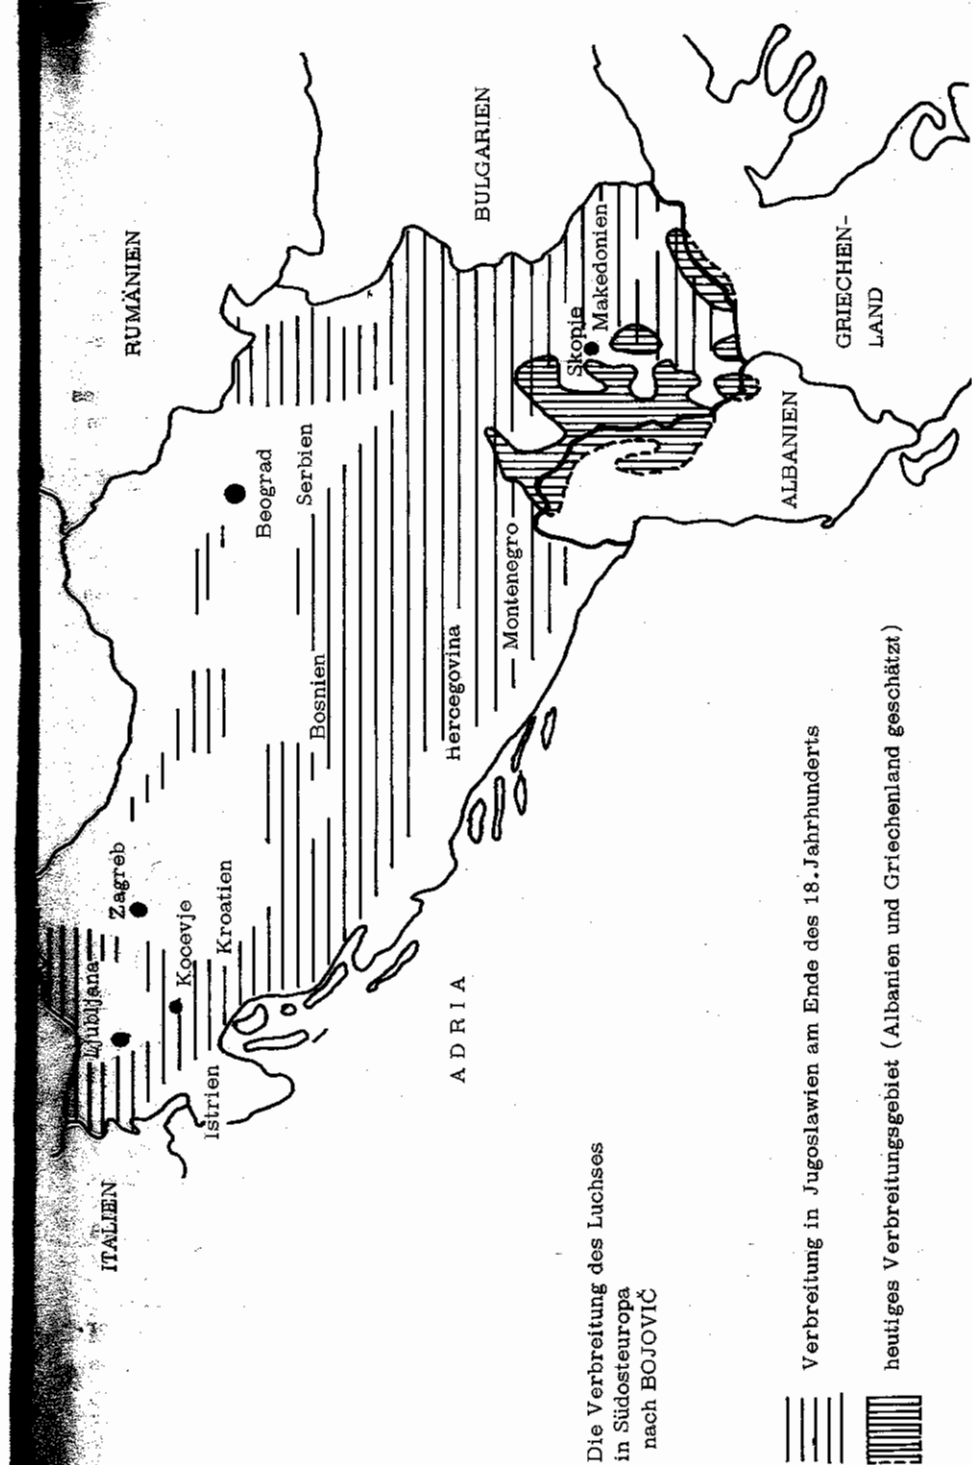 RUMÄNIEN
BULGARIEN
GRIECHEN-
LAND
ALBANIEN
ITALIEN
ADRIA
Ljubljana
Zagreb
Kocevje
Kroatien
Istrien
Beograd
Serbien
Bosnien
Hercegovina
Montenegro
Skopje
Makedonien
Die Verbreitung des Luchses
in Südosteuropa
nach BOJOVIČ
Verbreitung in Jugoslawien am Ende des 18. Jahrhunderts
heutiges Verbreitungsgebiet (Albanien und Griechenland geschätzt)